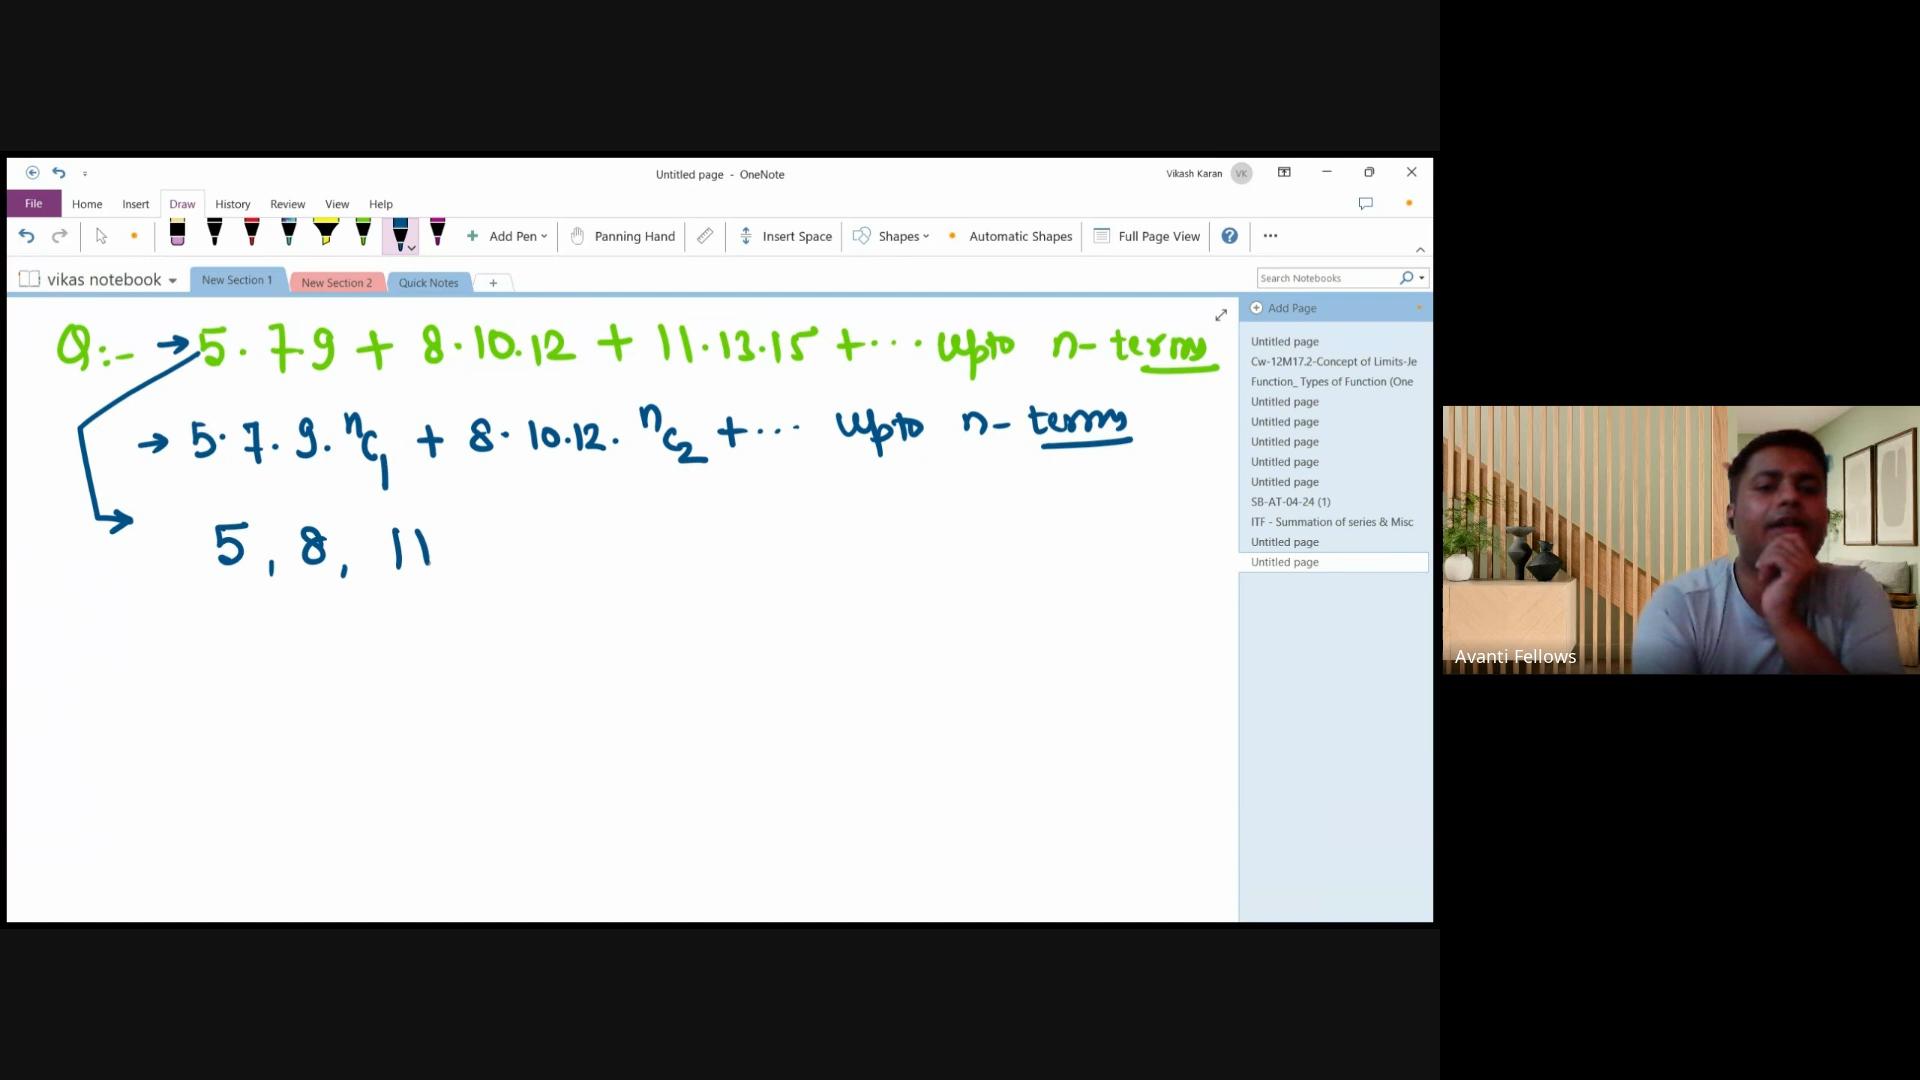 Untitled page - OneNote
Vikash Karan VK
File Home Insert Draw History Review View Help
Add Pen Panning Hand Insert Space Shapes Automatic Shapes Full Page View
vikas notebook New Section 1 New Section 2 Quick Notes
Search Notebooks
Q:- → 5·7·9 + 8·10·12 + 11·13·15 + ··· upto n-terms
→ 5·7·9·ⁿC₁ + 8·10·12·ⁿC₂ + ··· upto n-terms
5, 8, 11
Add Page
Untitled page
Cw-12M17.2-Concept of Limits-Je
Function_ Types of Function (One
Untitled page
Untitled page
Untitled page
Untitled page
Untitled page
SB-AT-04-24 (1)
ITF - Summation of series & Misc
Untitled page
Untitled page
Avanti Fellows